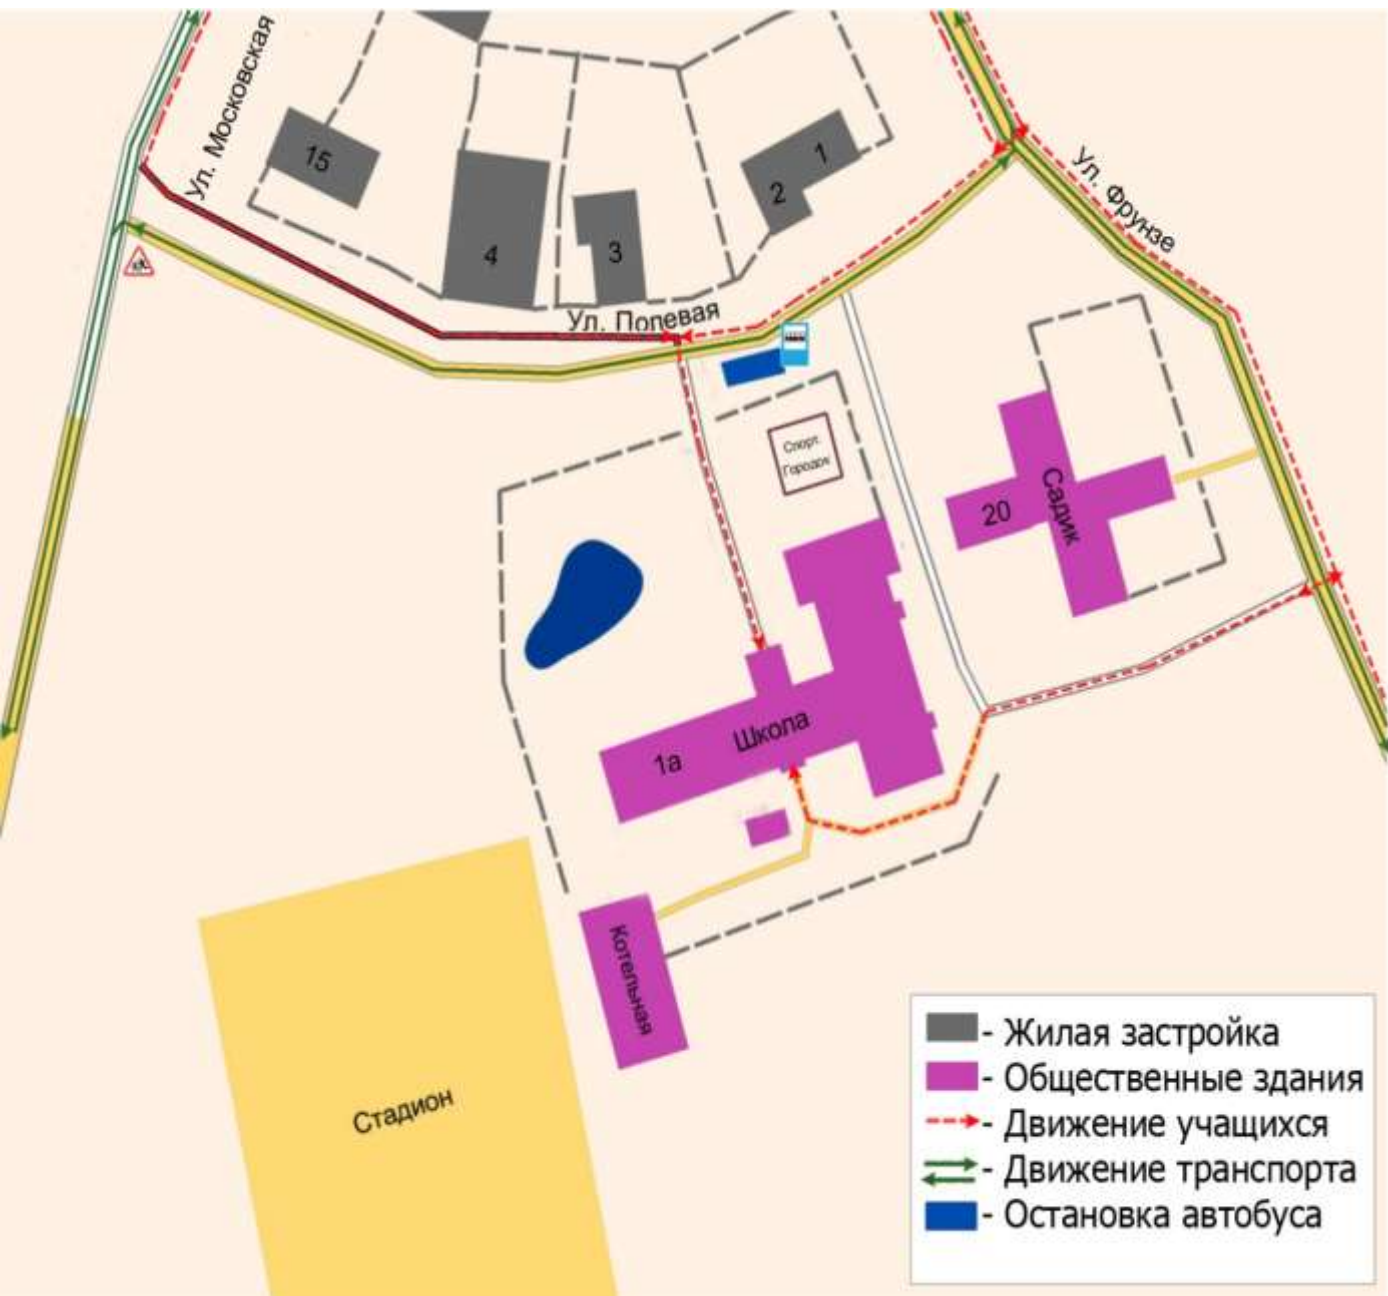 Ул. Московская
15
4
3
2
1
Ул. Фрунзе
Ул. Полевая
Спорт.
Городок
20
Садик
1а
Школа
Котельная
Стадион
- Жилая застройка
- Общественные здания
- Движение учащихся
- Движение транспорта
- Остановка автобуса